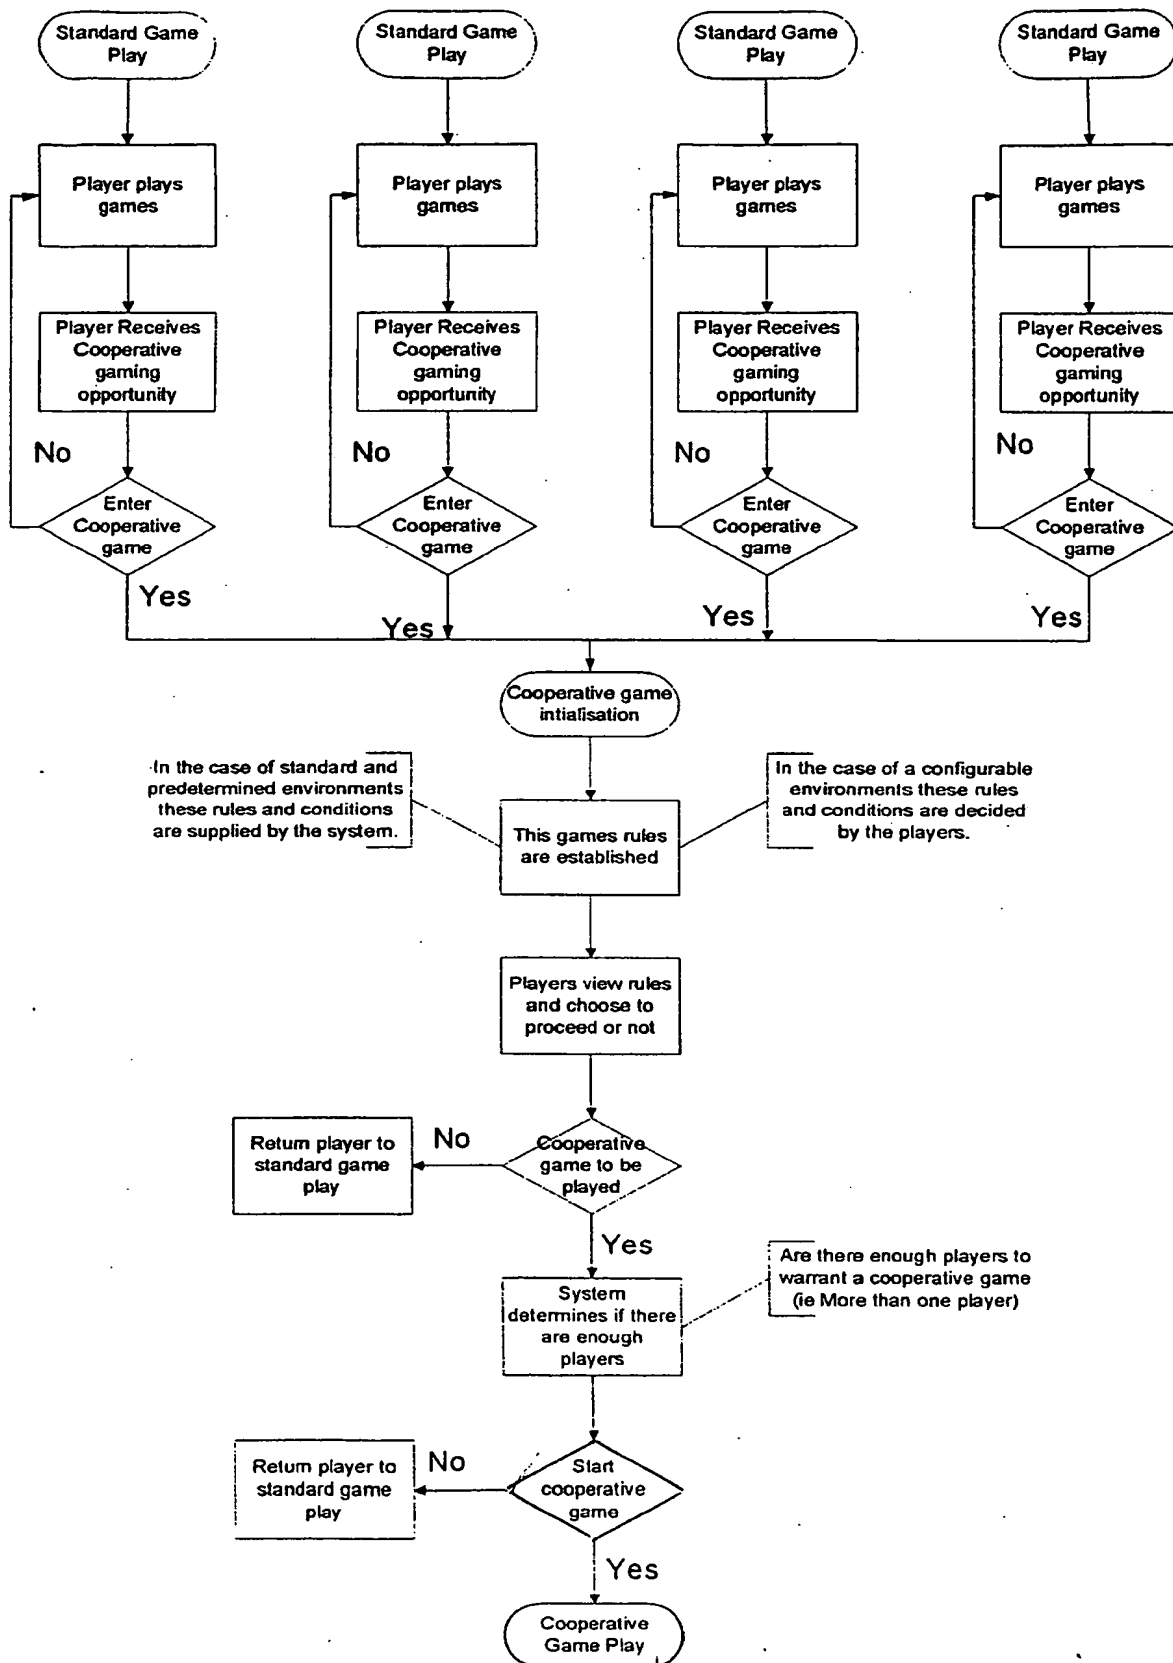 Standard Game
Play
Standard Game
Play
Standard Game
Play
Standard Game
Play
Player plays
games
Player plays
games
Player plays
games
Player plays
games
Player Receives
Cooperative
gaming
opportunity
Player Receives
Cooperative
gaming
opportunity
Player Receives
Cooperative
gaming
opportunity
Player Receives
Cooperative
gaming
opportunity
No
No
No
No
Enter
Cooperative
game
Enter
Cooperative
game
Enter
Cooperative
game
Enter
Cooperative
game
Yes
Yes
Yes
Yes
Cooperative game
intialisation
In the case of standard and
predetermined environments
these rules and conditions
are supplied by the system.
In the case of a configurable
environments these rules
and conditions are decided
by the players.
This games rules
are established
Players view rules
and choose to
proceed or not
Return player to
standard game
play
No
Cooperative
game to be
played
Yes
Are there enough players to
warrant a cooperative game
(ie More than one player)
System
determines if there
are enough
players
Return player to
standard game
play
No
Start
cooperative
game
Yes
Cooperative
Game Play